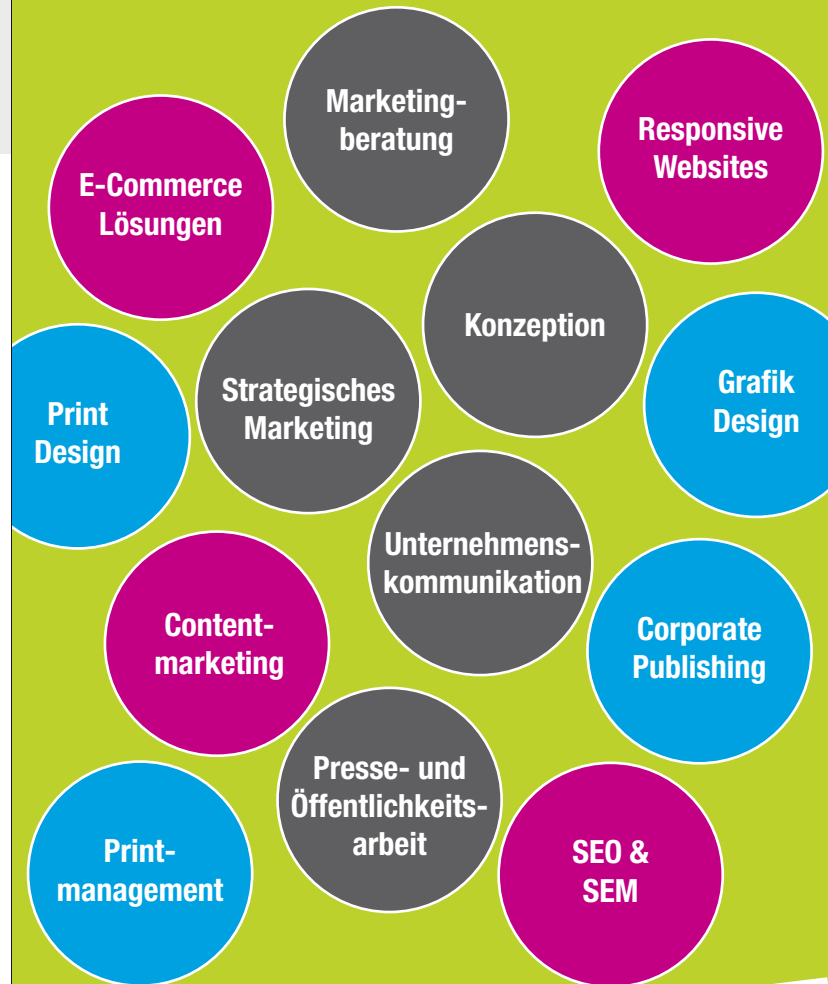 Marketing-
beratung
Responsive
Websites
E-Commerce
Lösungen
Konzeption
Strategisches
Marketing
Grafik
Design
Print
Design
Unternehmens-
kommunikation
Content-
marketing
Corporate
Publishing
Presse- und
Öffentlichkeits-
arbeit
Print-
management
SEO &
SEM